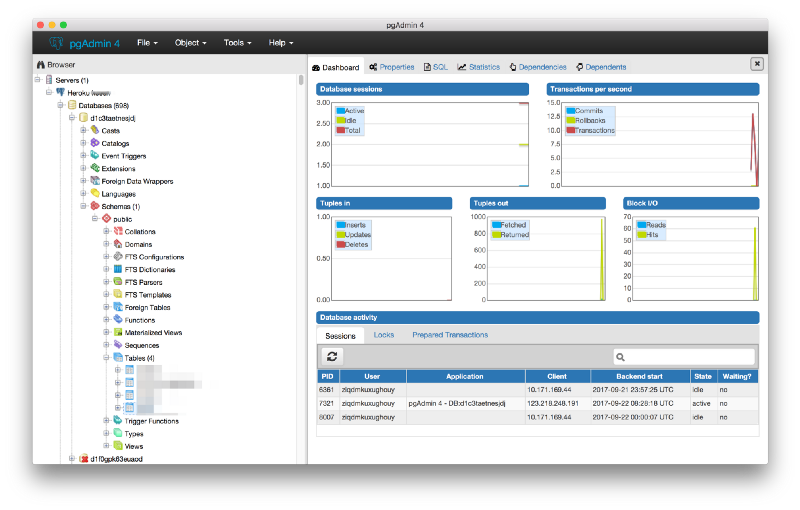 pgAdmin 4
pgAdmin 4 File Object Tools Help
Browser
Servers (1)
Heroku
Databases (698)
d1c3taetnesjdj
Casts
Catalogs
Event Triggers
Extensions
Foreign Data Wrappers
Languages
Schemas (1)
public
Collations
Domains
FTS Configurations
FTS Dictionaries
FTS Parsers
FTS Templates
Foreign Tables
Functions
Materialized Views
Sequences
Tables (4)
Trigger Functions
Types
Views
d1f0gpk63euaod
Dashboard Properties SQL Statistics Dependencies Dependents
Database sessions
3.00
2.50
2.00
1.50
1.00
Active
Idle
Total
Transactions per second
15.0
12.5
10.0
7.5
5.0
2.5
0.0
Commits
Rollbacks
Transactions
Tuples in
1.00
0.50
0.00
Inserts
Updates
Deletes
Tuples out
1000
800
600
400
200
0
Fetched
Returned
Block I/O
70
60
50
40
30
20
10
0
Reads
Hits
Database activity
Sessions Locks Prepared Transactions
PID User Application Client Backend start State Waiting?
6361 ziqdmkuxughouy 10.171.169.44 2017-09-21 23:57:25 UTC idle no
7321 ziqdmkuxughouy pgAdmin 4 - DB:d1c3taetnesjdj 123.218.248.191 2017-09-22 08:28:18 UTC active no
8007 ziqdmkuxughouy 10.171.169.44 2017-09-22 00:00:07 UTC idle no